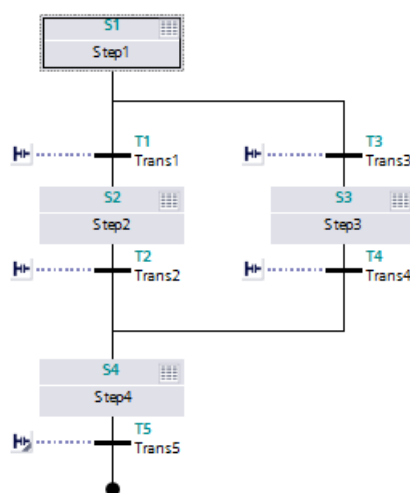 S1
Step1
T1
Trans1
T3
Trans3
S2
Step2
S3
Step3
T2
Trans2
T4
Trans4
S4
Step4
T5
Trans5